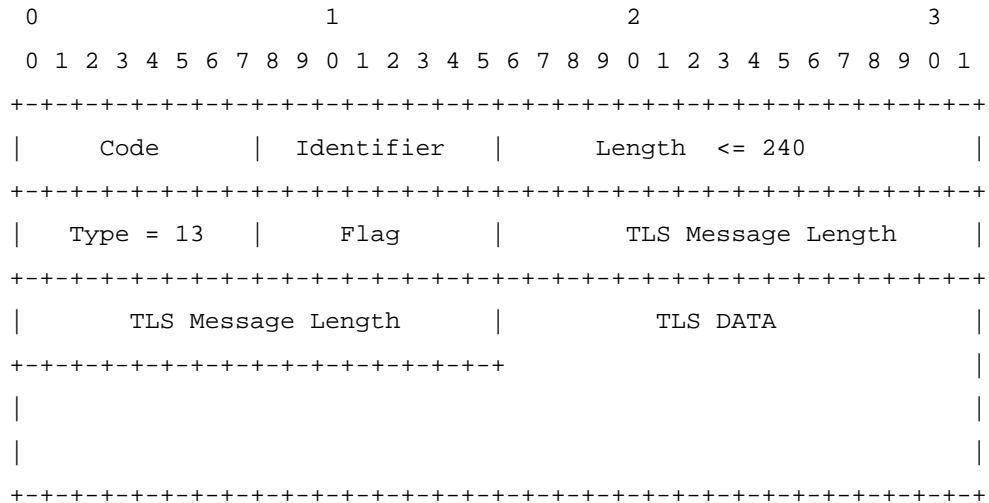 0                   1                   2                   3
 0 1 2 3 4 5 6 7 8 9 0 1 2 3 4 5 6 7 8 9 0 1 2 3 4 5 6 7 8 9 0 1
+-+-+-+-+-+-+-+-+-+-+-+-+-+-+-+-+-+-+-+-+-+-+-+-+-+-+-+-+-+-+-+-+
|     Code      |  Identifier   |      Length  <= 240           |
+-+-+-+-+-+-+-+-+-+-+-+-+-+-+-+-+-+-+-+-+-+-+-+-+-+-+-+-+-+-+-+-+
|   Type = 13   |     Flag      |        TLS Message Length     |
+-+-+-+-+-+-+-+-+-+-+-+-+-+-+-+-+-+-+-+-+-+-+-+-+-+-+-+-+-+-+-+-+
|       TLS Message Length      |          TLS DATA             |
+-+-+-+-+-+-+-+-+-+-+-+-+-+-+-+-+                               |
|                                                               |
|                                                               |
+-+-+-+-+-+-+-+-+-+-+-+-+-+-+-+-+-+-+-+-+-+-+-+-+-+-+-+-+-+-+-+-+